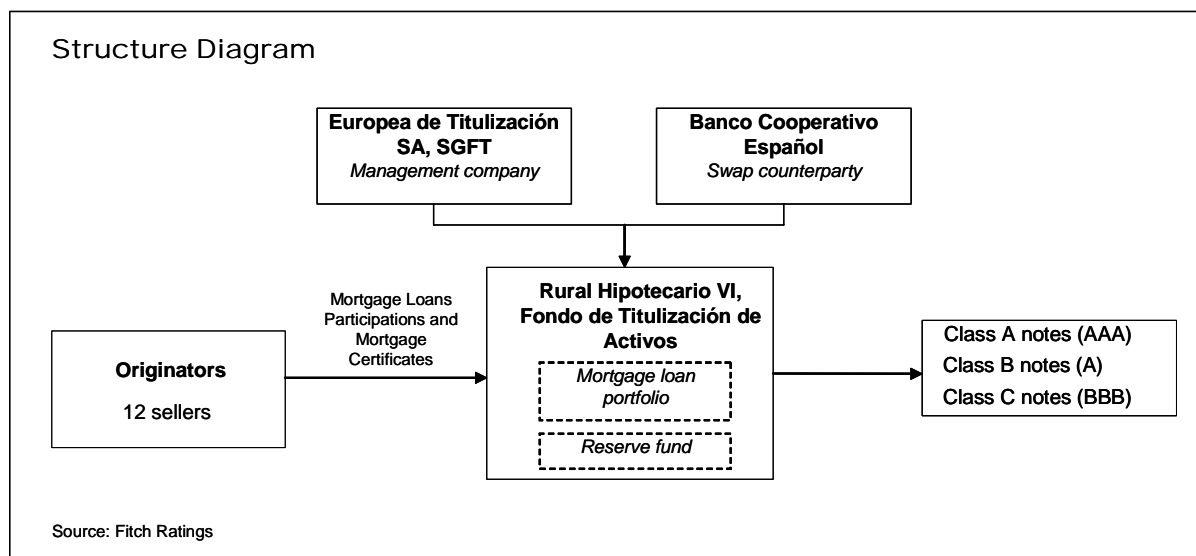 Structure Diagram
Europea de Titulización
SA, SGFT
Management company
Banco Cooperativo
Español
Swap counterparty
Mortgage Loans
Participations and
Mortgage
Certificates
Originators
12 sellers
Rural Hipotecario VI,
Fondo de Titulización de
Activos
Mortgage loan
portfolio
Reserve fund
Class A notes (AAA)
Class B notes (A)
Class C notes (BBB)
Source: Fitch Ratings